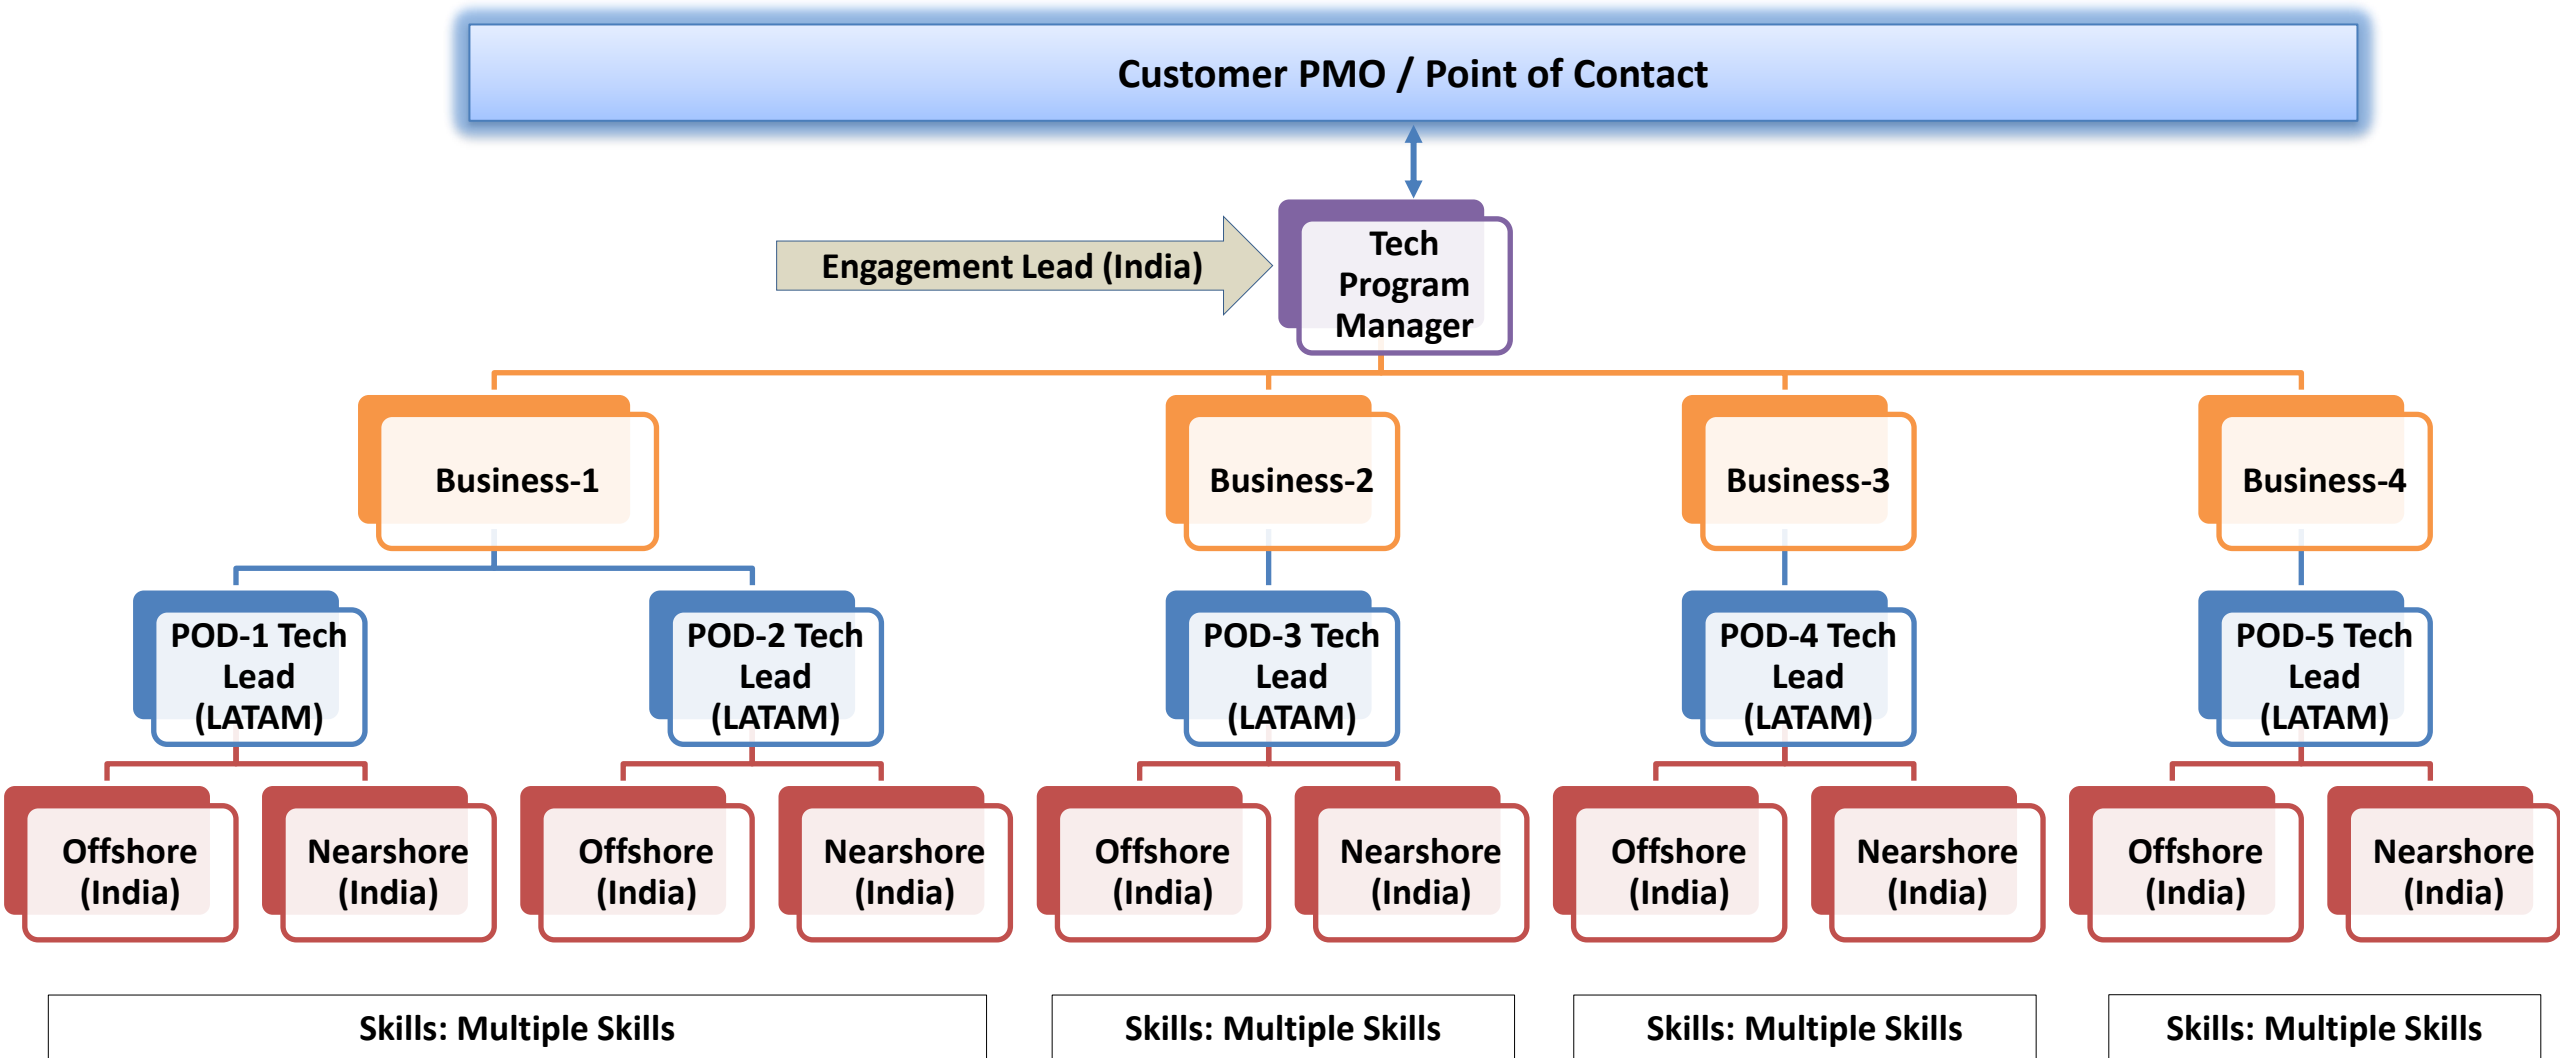 Customer PMO / Point of Contact
Engagement Lead (India)
Tech
Program
Manager
Business-1
Business-2
Business-3
Business-4
POD-1 Tech
Lead
(LATAM)
POD-2 Tech
Lead
(LATAM)
POD-3 Tech
Lead
(LATAM)
POD-4 Tech
Lead
(LATAM)
POD-5 Tech
Lead
(LATAM)
Offshore
(India)
Nearshore
(India)
Offshore
(India)
Nearshore
(India)
Offshore
(India)
Nearshore
(India)
Offshore
(India)
Nearshore
(India)
Offshore
(India)
Nearshore
(India)
Skills: Multiple Skills
Skills: Multiple Skills
Skills: Multiple Skills
Skills: Multiple Skills